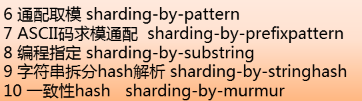 6 通配取模 sharding-by-pattern
7 ASCII码求模通配  sharding-by-prefixpattern
8 编程指定 sharding-by-substring
9 字符串拆分hash解析 sharding-by-stringhash
10 一致性hash   sharding-by-murmur